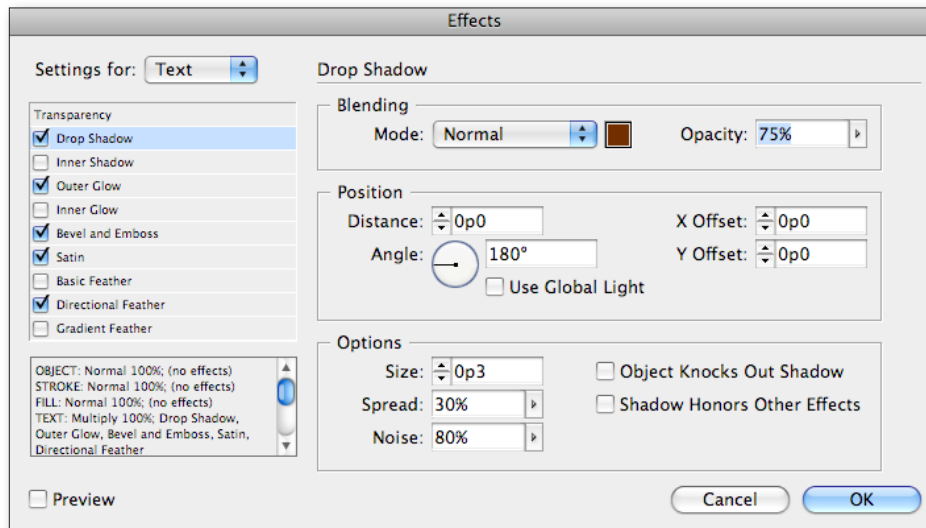 Effects
Settings for: Text
Transparency
Drop Shadow
Inner Shadow
Outer Glow
Inner Glow
Bevel and Emboss
Satin
Basic Feather
Directional Feather
Gradient Feather
OBJECT: Normal 100%; (no effects)
STROKE: Normal 100%; (no effects)
FILL: Normal 100%; (no effects)
TEXT: Multiply 100%; Drop Shadow,
Outer Glow, Bevel and Emboss, Satin,
Directional Feather
Preview
Drop Shadow
Blending
Mode: Normal Opacity: 75%
Position
Distance: 0p0 X Offset: 0p0
Angle: 180° Y Offset: 0p0
Use Global Light
Options
Size: 0p3 Object Knocks Out Shadow
Spread: 30% Shadow Honors Other Effects
Noise: 80%
Cancel OK